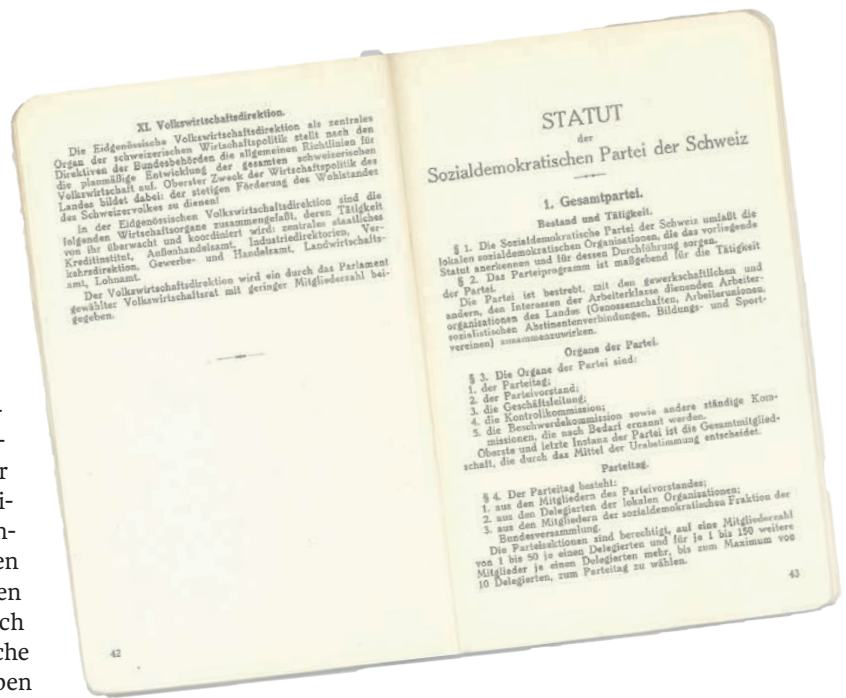 XI. Volkswirtschaftsdirektion.
Die Eidgenössische Volkswirtschaftsdirektion als zentrales
Organ der schweizerischen Wirtschaftspolitik stellt nach den
Direktiven der Bundesbehörden die allgemeinen Richtlinien für
die planmäßige Entwicklung der gesamten schweizerischen
Volkswirtschaft auf. Oberster Zweck der Wirtschaftspolitik des
Landes bildet dabei: der stetigen Förderung des Wohlstandes
des Schweizervolkes zu dienen!
In der Eidgenössischen Volkswirtschaftsdirektion sind die
folgenden Wirtschaftsorgane zusammengefaßt, deren Tätigkeit
von ihr überwacht und koordiniert wird: zentrales staatliches
Kreditinstitut, Außenhandelsamt, Industriedirektorien, Ver-
kehrsdirektion, Gewerbe- und Handelsamt, Landwirtschafts-
amt, Lohnamt.
Der Volkswirtschaftsdirektion wird ein durch das Parlament
gewählter Volkswirtschaftsrat mit geringer Mitgliederzahl bei-
gegeben.
42
STATUT
der
Sozialdemokratischen Partei der Schweiz
1. Gesamtpartei.
Bestand und Tätigkeit.
§ 1. Die Sozialdemokratische Partei der Schweiz umfaßt die
lokalen sozialdemokratischen Organisationen, die das vorliegende
Statut anerkennen und für dessen Durchführung sorgen.
§ 2. Das Parteiprogramm ist maßgebend für die Tätigkeit
der Partei.
Die Partei ist bestrebt, mit den gewerkschaftlichen und
andern, den Interessen der Arbeiterklasse dienenden Arbeiter-
organisationen des Landes (Genossenschaften, Arbeiterunionen,
sozialistischen Abstinentenverbindungen, Bildungs- und Sport-
vereinen) zusammenzuwirken.
Organe der Partei.
§ 3. Die Organe der Partei sind:
1. der Parteitag;
2. der Parteivorstand;
3. die Geschäftsleitung;
4. die Kontrollkommission;
5. die Beschwerdekommission sowie andere ständige Kom-
missionen, die nach Bedarf ernannt werden.
Oberste und letzte Instanz der Partei ist die Gesamtmitglied-
schaft, die durch das Mittel der Urabstimmung entscheidet.
Parteitag.
§ 4. Der Parteitag besteht:
1. aus den Mitgliedern des Parteivorstandes;
2. aus den Delegierten der lokalen Organisationen;
3. aus den Mitgliedern der sozialdemokratischen Fraktion der
Bundesversammlung.
Die Parteisektionen sind berechtigt, auf eine Mitgliederzahl
von 1 bis 50 je einen Delegierten und für je 1 bis 150 weitere
Mitglieder je einen Delegierten mehr, bis zum Maximum von
10 Delegierten, zum Parteitag zu wählen.
43